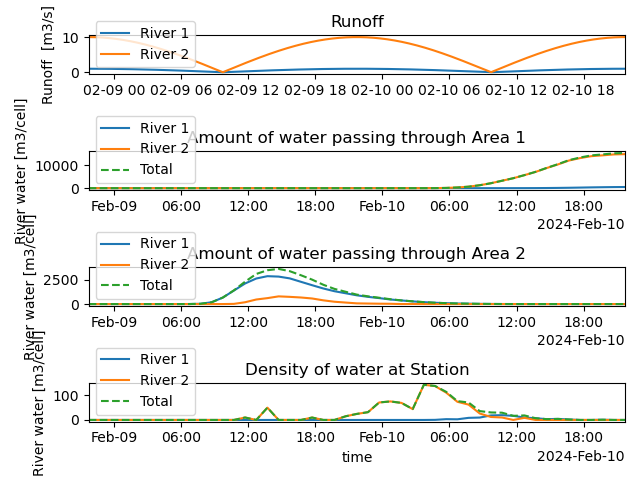 Runoff
Runoff [m3/s]
10
0
River 1
River 2
02-09 00 02-09 06 02-09 12 02-09 18 02-10 00 02-10 06 02-10 12 02-10 18
Amount of water passing through Area 1
River water [m3/cell]
10000
0
River 1
River 2
Total
Feb-09 06:00 12:00 18:00 Feb-10 06:00 12:00 18:00
2024-Feb-10
Amount of water passing through Area 2
River water [m3/cell]
2500
0
River 1
River 2
Total
Feb-09 06:00 12:00 18:00 Feb-10 06:00 12:00 18:00
2024-Feb-10
Density of water at Station
River water [m3/cell]
100
0
River 1
River 2
Total
Feb-09 06:00 12:00 18:00 Feb-10 06:00 12:00 18:00
time
2024-Feb-10